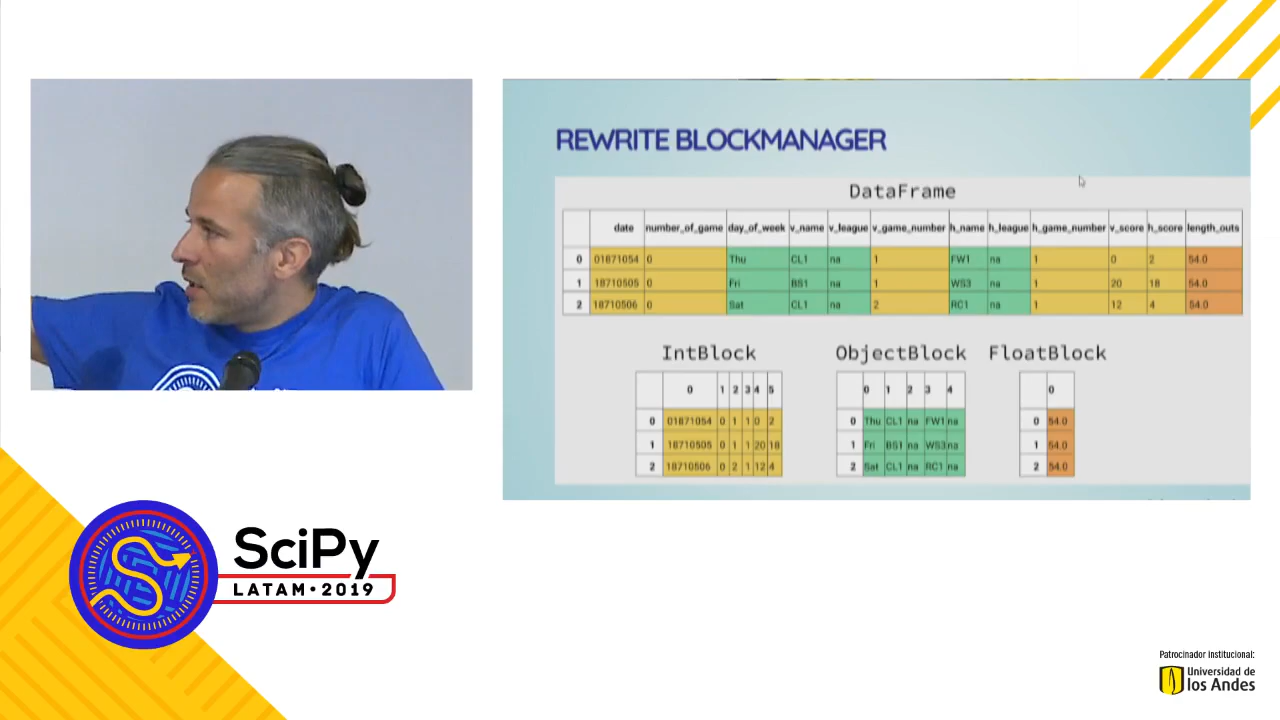 REWRITE BLOCKMANAGER
DataFrame
date number_of_game day_of_week v_name v_league v_game_number h_name h_league h_game_number v_score h_score length_outs
0 01871054 0 Thu CL1 na 1 FW1 na 1 0 2 54.0
1 18710505 0 Fri BS1 na 1 WS3 na 1 20 18 54.0
2 18710506 0 Sat CL1 na 2 RC1 na 1 12 4 54.0
IntBlock ObjectBlock FloatBlock
0 1 2 3 4 5 0 1 2 3 4 0
0 01871054 0 1 1 0 2 0 Thu CL1 na FW1 na 0 54.0
1 18710505 0 1 1 20 18 1 Fri BS1 na WS3 na 1 54.0
2 18710506 0 2 1 12 4 2 Sat CL1 na RC1 na 2 54.0
SciPy
LATAM·2019
Patrocinador Institucional:
Universidad de
los Andes